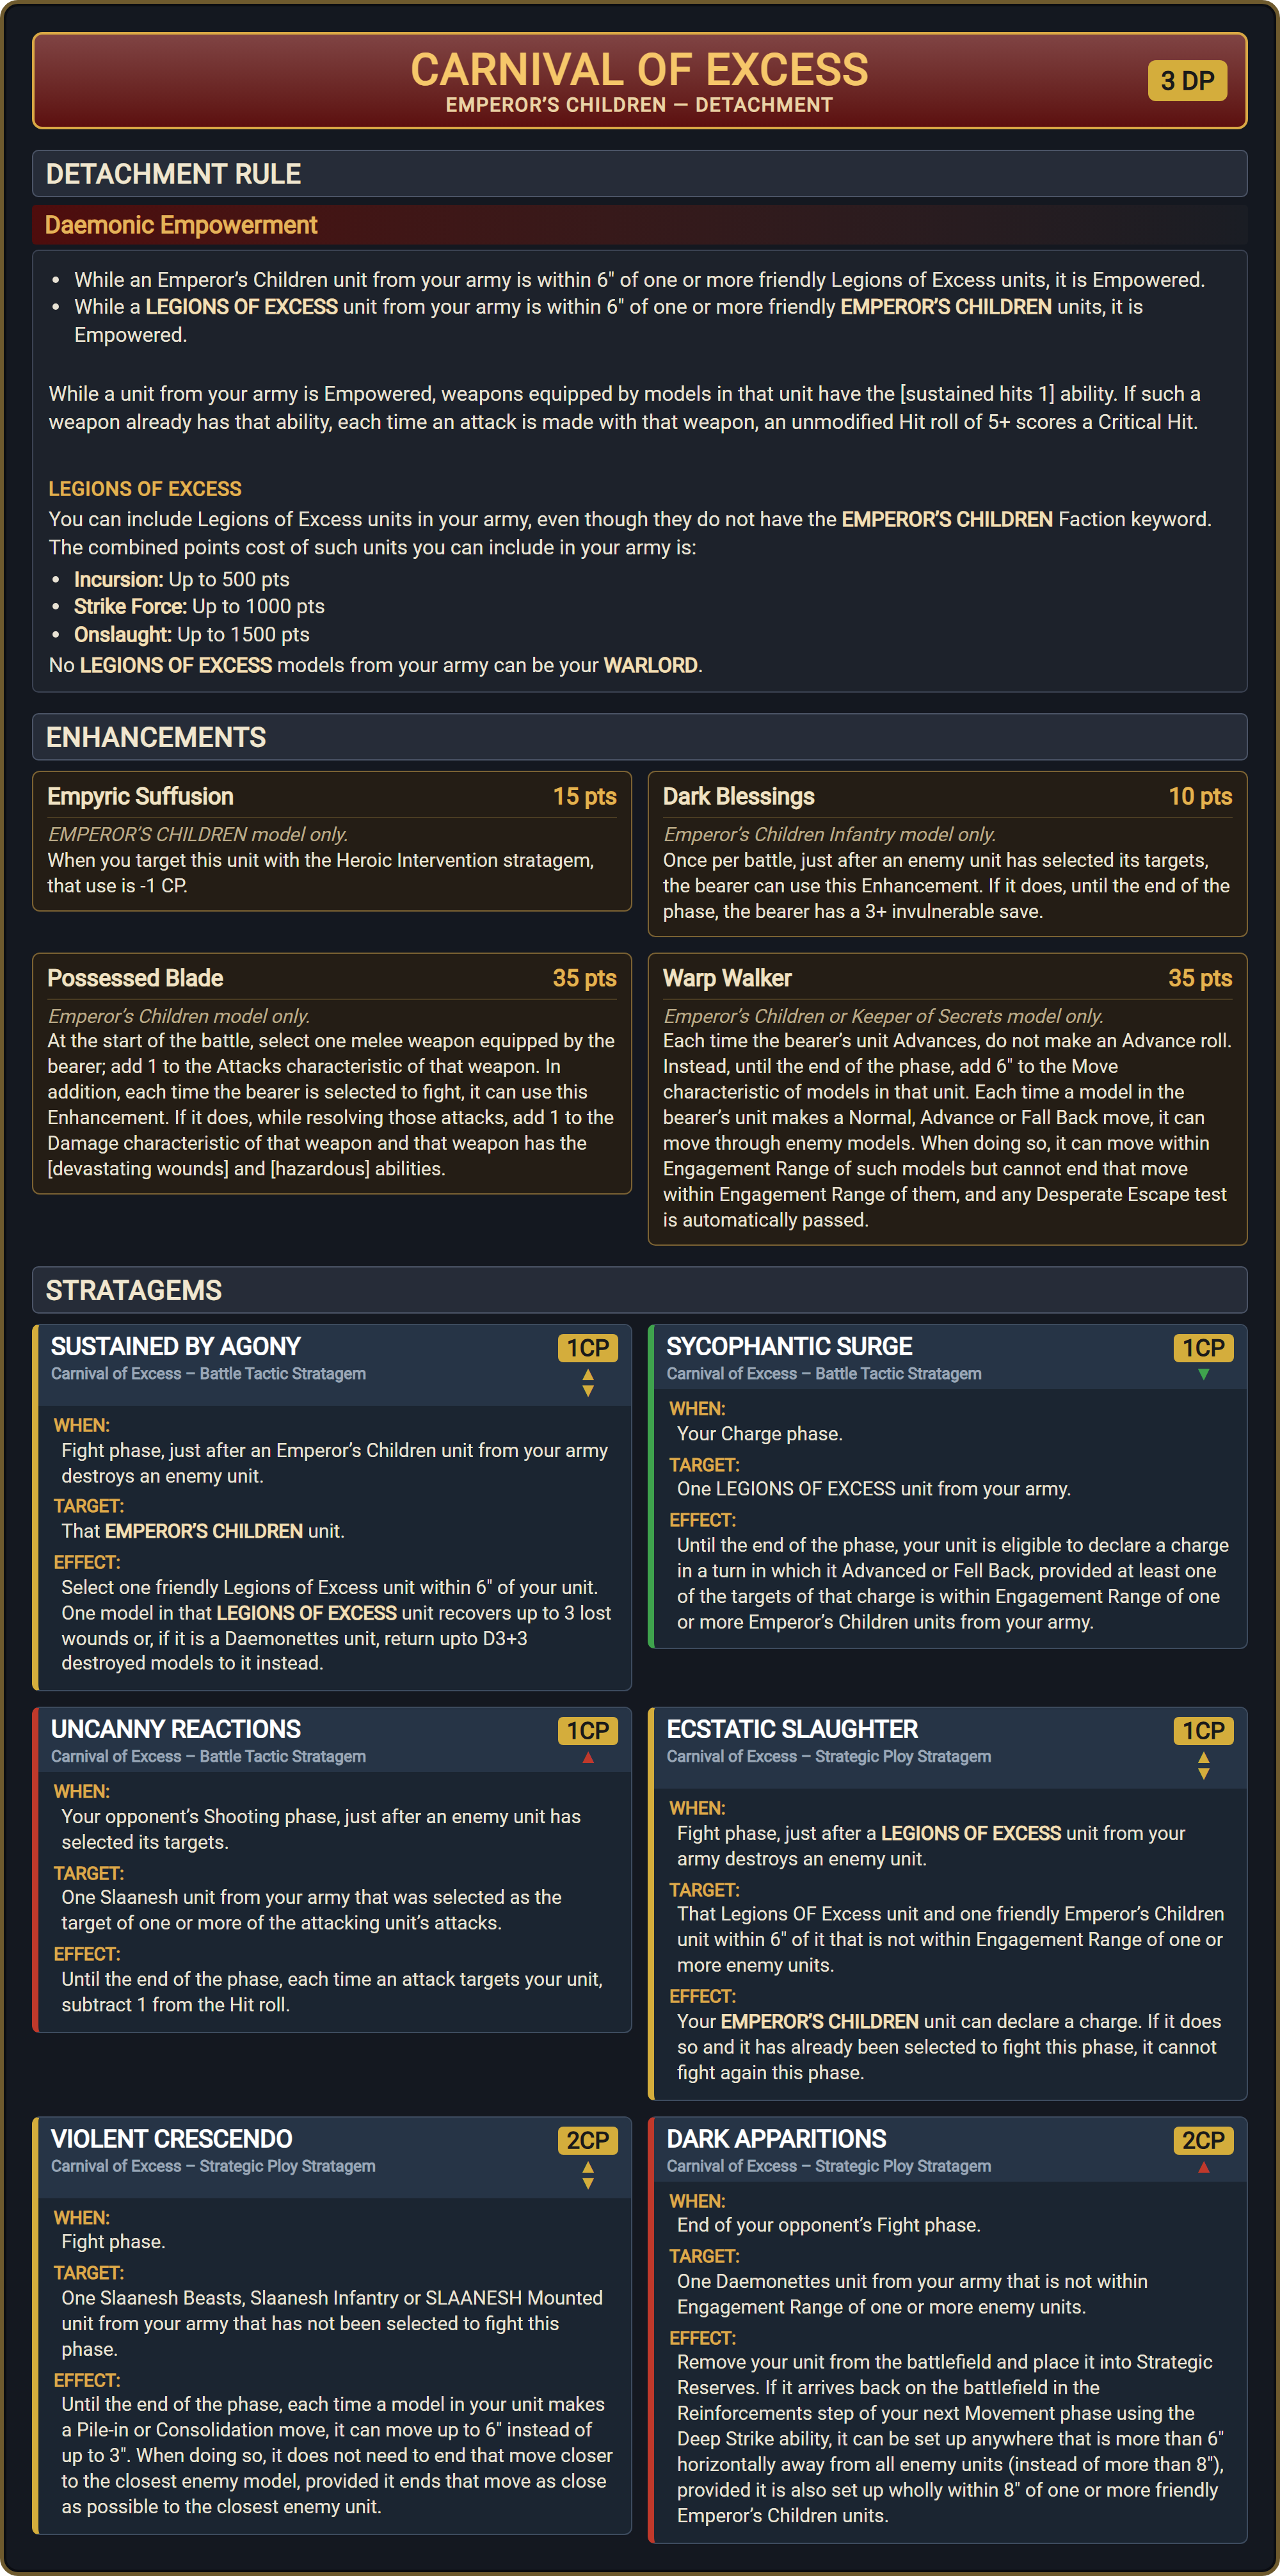 CARNIVAL OF EXCESS
EMPEROR’S CHILDREN — DETACHMENT
3 DP
DETACHMENT RULE
Daemonic Empowerment
• While an Emperor’s Children unit from your army is within 6" of one or more friendly Legions of Excess units, it is Empowered.
• While a LEGIONS OF EXCESS unit from your army is within 6" of one or more friendly EMPEROR’S CHILDREN units, it is
Empowered.
While a unit from your army is Empowered, weapons equipped by models in that unit have the [sustained hits 1] ability. If such a
weapon already has that ability, each time an attack is made with that weapon, an unmodified Hit roll of 5+ scores a Critical Hit.
LEGIONS OF EXCESS
You can include Legions of Excess units in your army, even though they do not have the EMPEROR’S CHILDREN Faction keyword.
The combined points cost of such units you can include in your army is:
• Incursion: Up to 500 pts
• Strike Force: Up to 1000 pts
• Onslaught: Up to 1500 pts
No LEGIONS OF EXCESS models from your army can be your WARLORD.
ENHANCEMENTS
Empyric Suffusion 15 pts
EMPEROR’S CHILDREN model only.
When you target this unit with the Heroic Intervention stratagem,
that use is -1 CP.
Dark Blessings 10 pts
Emperor’s Children Infantry model only.
Once per battle, just after an enemy unit has selected its targets,
the bearer can use this Enhancement. If it does, until the end of the
phase, the bearer has a 3+ invulnerable save.
Possessed Blade 35 pts
Emperor’s Children model only.
At the start of the battle, select one melee weapon equipped by the
bearer; add 1 to the Attacks characteristic of that weapon. In
addition, each time the bearer is selected to fight, it can use this
Enhancement. If it does, while resolving those attacks, add 1 to the
Damage characteristic of that weapon and that weapon has the
[devastating wounds] and [hazardous] abilities.
Warp Walker 35 pts
Emperor’s Children or Keeper of Secrets model only.
Each time the bearer’s unit Advances, do not make an Advance roll.
Instead, until the end of the phase, add 6" to the Move
characteristic of models in that unit. Each time a model in the
bearer’s unit makes a Normal, Advance or Fall Back move, it can
move through enemy models. When doing so, it can move within
Engagement Range of such models but cannot end that move
within Engagement Range of them, and any Desperate Escape test
is automatically passed.
STRATAGEMS
SUSTAINED BY AGONY 1CP
Carnival of Excess – Battle Tactic Stratagem
WHEN:
Fight phase, just after an Emperor’s Children unit from your army
destroys an enemy unit.
TARGET:
That EMPEROR’S CHILDREN unit.
EFFECT:
Select one friendly Legions of Excess unit within 6" of your unit.
One model in that LEGIONS OF EXCESS unit recovers up to 3 lost
wounds or, if it is a Daemonettes unit, return upto D3+3
destroyed models to it instead.
SYCOPHANTIC SURGE 1CP
Carnival of Excess – Battle Tactic Stratagem
WHEN:
Your Charge phase.
TARGET:
One LEGIONS OF EXCESS unit from your army.
EFFECT:
Until the end of the phase, your unit is eligible to declare a charge
in a turn in which it Advanced or Fell Back, provided at least one
of the targets of that charge is within Engagement Range of one
or more Emperor’s Children units from your army.
UNCANNY REACTIONS 1CP
Carnival of Excess – Battle Tactic Stratagem
WHEN:
Your opponent’s Shooting phase, just after an enemy unit has
selected its targets.
TARGET:
One Slaanesh unit from your army that was selected as the
target of one or more of the attacking unit’s attacks.
EFFECT:
Until the end of the phase, each time an attack targets your unit,
subtract 1 from the Hit roll.
ECSTATIC SLAUGHTER 1CP
Carnival of Excess – Strategic Ploy Stratagem
WHEN:
Fight phase, just after a LEGIONS OF EXCESS unit from your
army destroys an enemy unit.
TARGET:
That Legions OF Excess unit and one friendly Emperor’s Children
unit within 6" of it that is not within Engagement Range of one or
more enemy units.
EFFECT:
Your EMPEROR’S CHILDREN unit can declare a charge. If it does
so and it has already been selected to fight this phase, it cannot
fight again this phase.
VIOLENT CRESCENDO 2CP
Carnival of Excess – Strategic Ploy Stratagem
WHEN:
Fight phase.
TARGET:
One Slaanesh Beasts, Slaanesh Infantry or SLAANESH Mounted
unit from your army that has not been selected to fight this
phase.
EFFECT:
Until the end of the phase, each time a model in your unit makes
a Pile-in or Consolidation move, it can move up to 6" instead of
up to 3". When doing so, it does not need to end that move closer
to the closest enemy model, provided it ends that move as close
as possible to the closest enemy unit.
DARK APPARITIONS 2CP
Carnival of Excess – Strategic Ploy Stratagem
WHEN:
End of your opponent’s Fight phase.
TARGET:
One Daemonettes unit from your army that is not within
Engagement Range of one or more enemy units.
EFFECT:
Remove your unit from the battlefield and place it into Strategic
Reserves. If it arrives back on the battlefield in the
Reinforcements step of your next Movement phase using the
Deep Strike ability, it can be set up anywhere that is more than 6"
horizontally away from all enemy units (instead of more than 8"),
provided it is also set up wholly within 8" of one or more friendly
Emperor’s Children units.